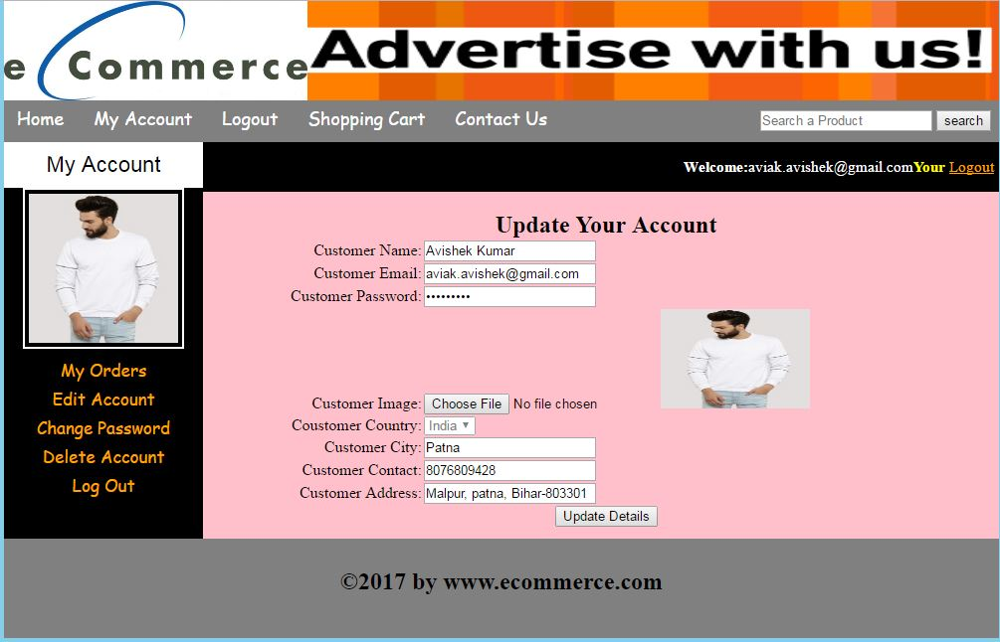 e Commerce
Advertise with us!
Home My Account Logout Shopping Cart Contact Us Search a Product search
My Account
Welcome:aviak.avishek@gmail.comYour Logout
Update Your Account
Customer Name: Avishek Kumar
Customer Email: aviak.avishek@gmail.com
Customer Password: •••••••••
My Orders
Edit Account
Change Password
Delete Account
Log Out
Customer Image: Choose File No file chosen
Coustomer Country: India
Customer City: Patna
Customer Contact: 8076809428
Customer Address: Malpur, patna, Bihar-803301
Update Details
©2017 by www.ecommerce.com